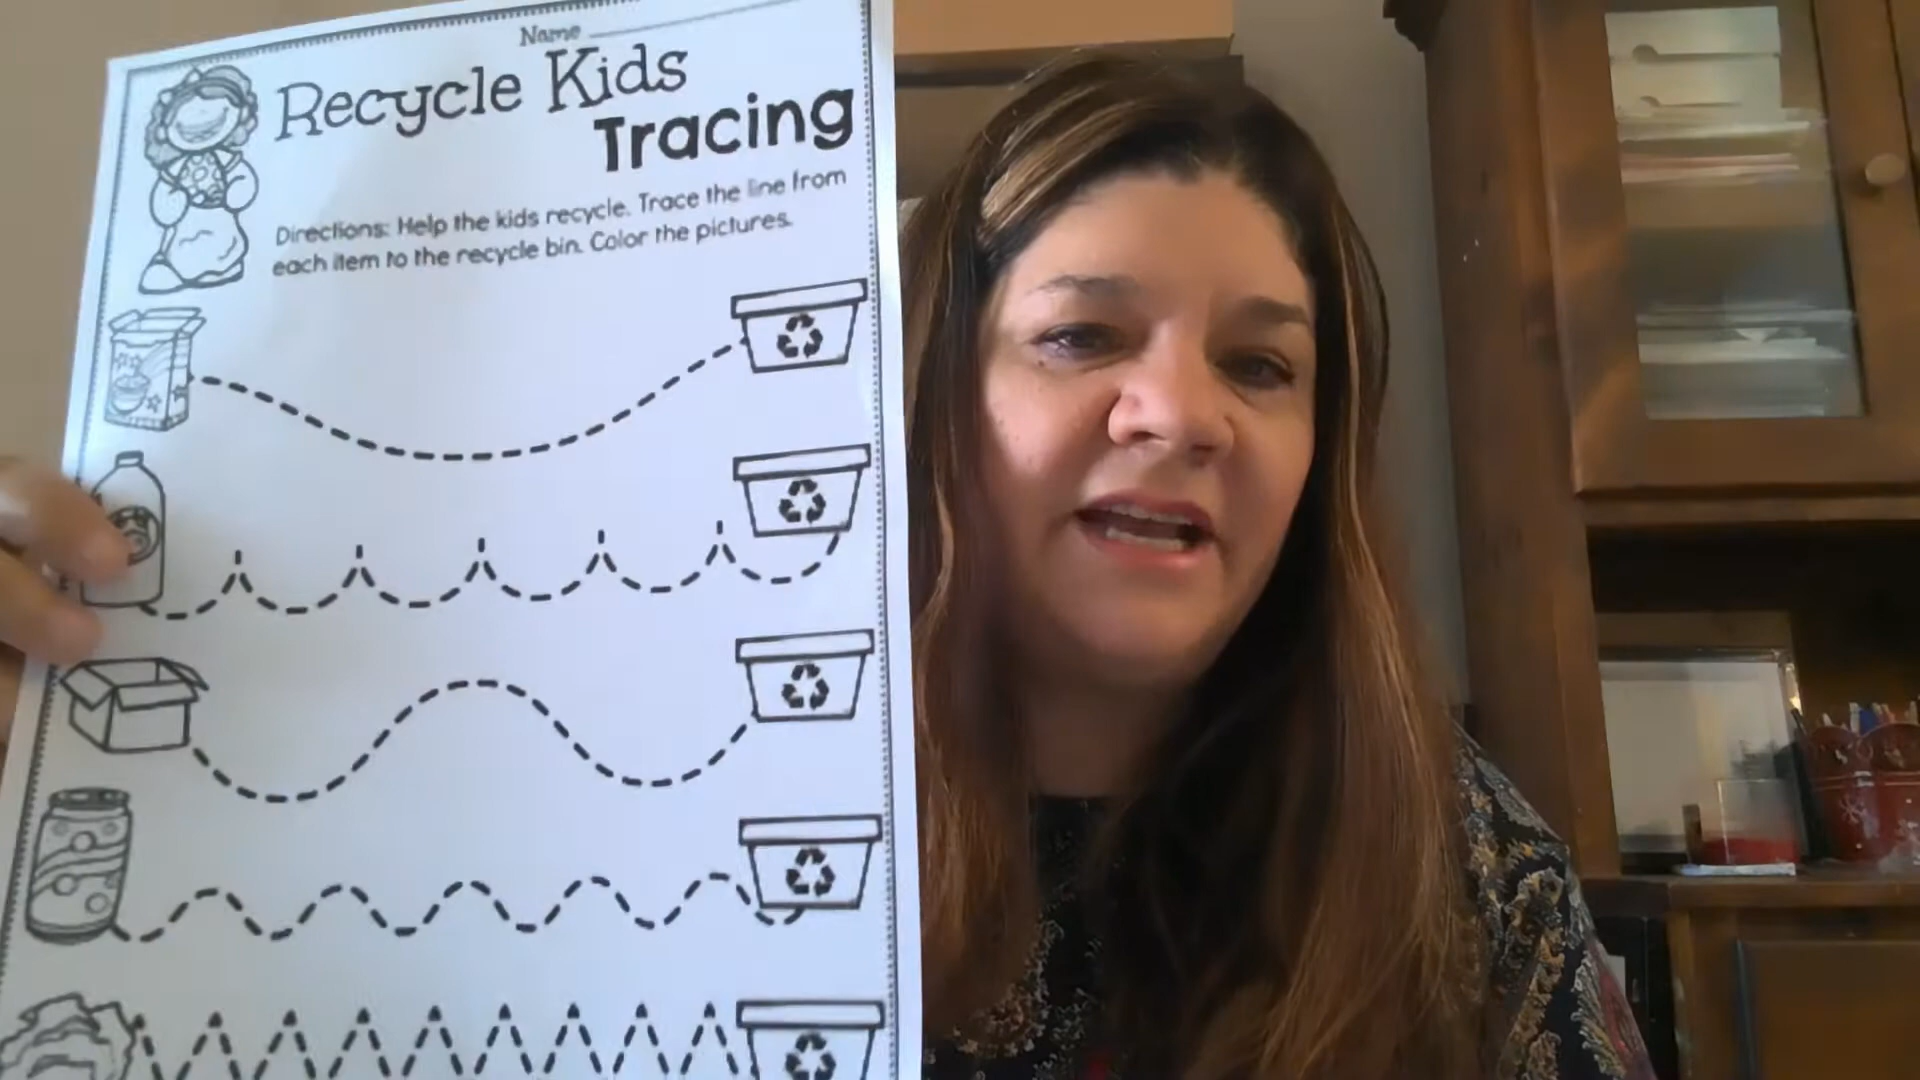 Name
Recycle Kids
Tracing
Directions: Help the kids recycle. Trace the line from
each item to the recycle bin. Color the pictures.